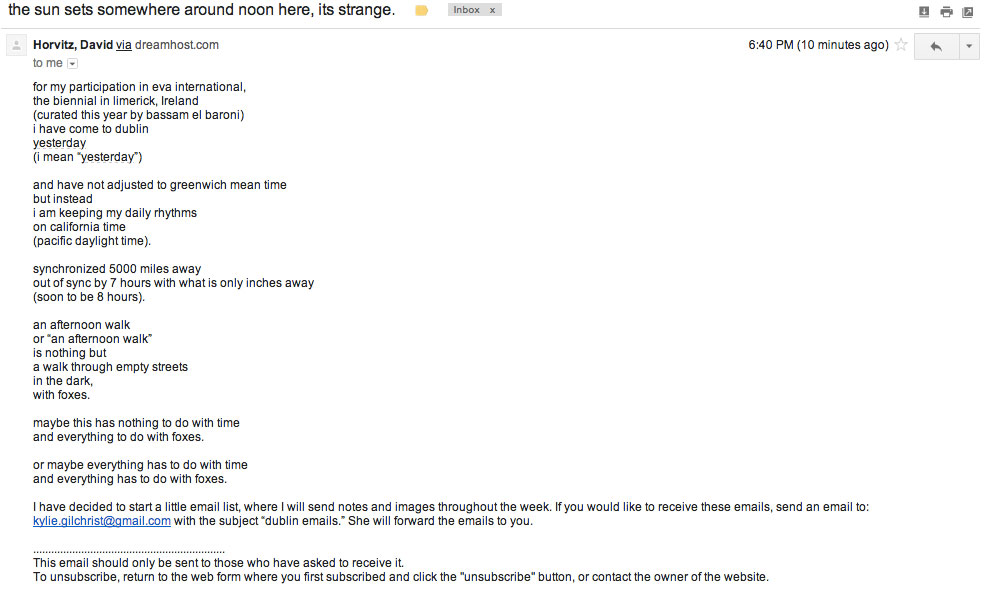 the sun sets somewhere around noon here, its strange.
Inbox x
Horvitz, David via dreamhost.com
6:40 PM (10 minutes ago)
to me
for my participation in eva international,
the biennial in limerick, Ireland
(curated this year by bassam el baroni)
i have come to dublin
yesterday
(i mean “yesterday”)
and have not adjusted to greenwich mean time
but instead
i am keeping my daily rhythms
on california time
(pacific daylight time).
synchronized 5000 miles away
out of sync by 7 hours with what is only inches away
(soon to be 8 hours).
an afternoon walk
or “an afternoon walk”
is nothing but
a walk through empty streets
in the dark,
with foxes.
maybe this has nothing to do with time
and everything to do with foxes.
or maybe everything has to do with time
and everything has to do with foxes.
I have decided to start a little email list, where I will send notes and images throughout the week. If you would like to receive these emails, send an email to:
kylie.gilchrist@gmail.com with the subject “dublin emails.” She will forward the emails to you.
................................................................
This email should only be sent to those who have asked to receive it.
To unsubscribe, return to the web form where you first subscribed and click the "unsubscribe" button, or contact the owner of the website.